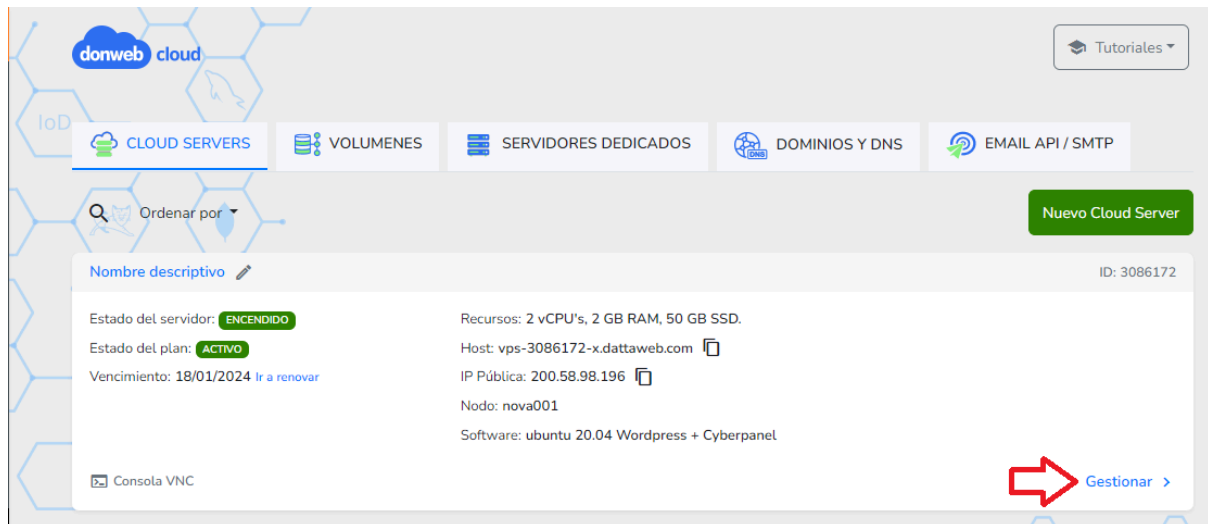 donweb cloud
Tutoriales
IoD
CLOUD SERVERS
VOLUMENES
SERVIDORES DEDICADOS
DNS
DOMINIOS Y DNS
EMAIL API / SMTP
Ordenar por
Nuevo Cloud Server
Nombre descriptivo
ID: 3086172
Estado del servidor: ENCENDIDO
Recursos: 2 vCPU's, 2 GB RAM, 50 GB SSD.
Estado del plan: ACTIVO
Host: vps-3086172-x.dattaweb.com
Vencimiento: 18/01/2024 Ir a renovar
IP Pública: 200.58.98.196
Nodo: nova001
Software: ubuntu 20.04 Wordpress + Cyberpanel
Consola VNC
Gestionar >